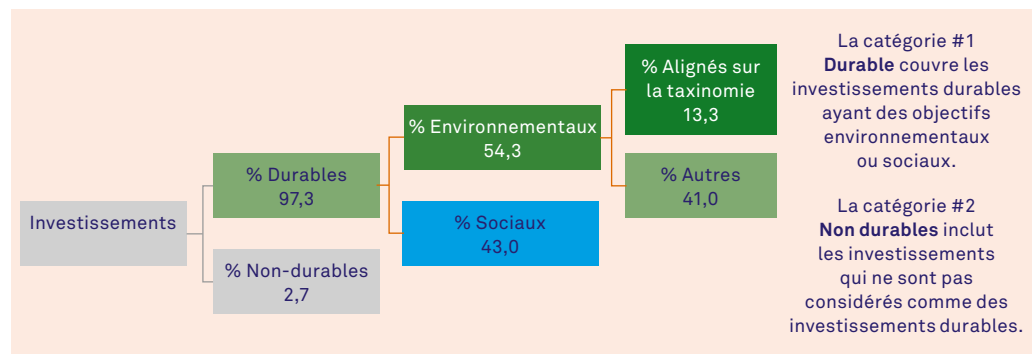 Investissements
% Durables
97,3
% Non-durables
2,7
% Environnementaux
54,3
% Sociaux
43,0
% Alignés sur
la taxinomie
13,3
% Autres
41,0
La catégorie #1
Durable couvre les
investissements durables
ayant des objectifs
environnementaux
ou sociaux.
La catégorie #2
Non durables inclut
les investissements
qui ne sont pas
considérés comme des
investissements durables.